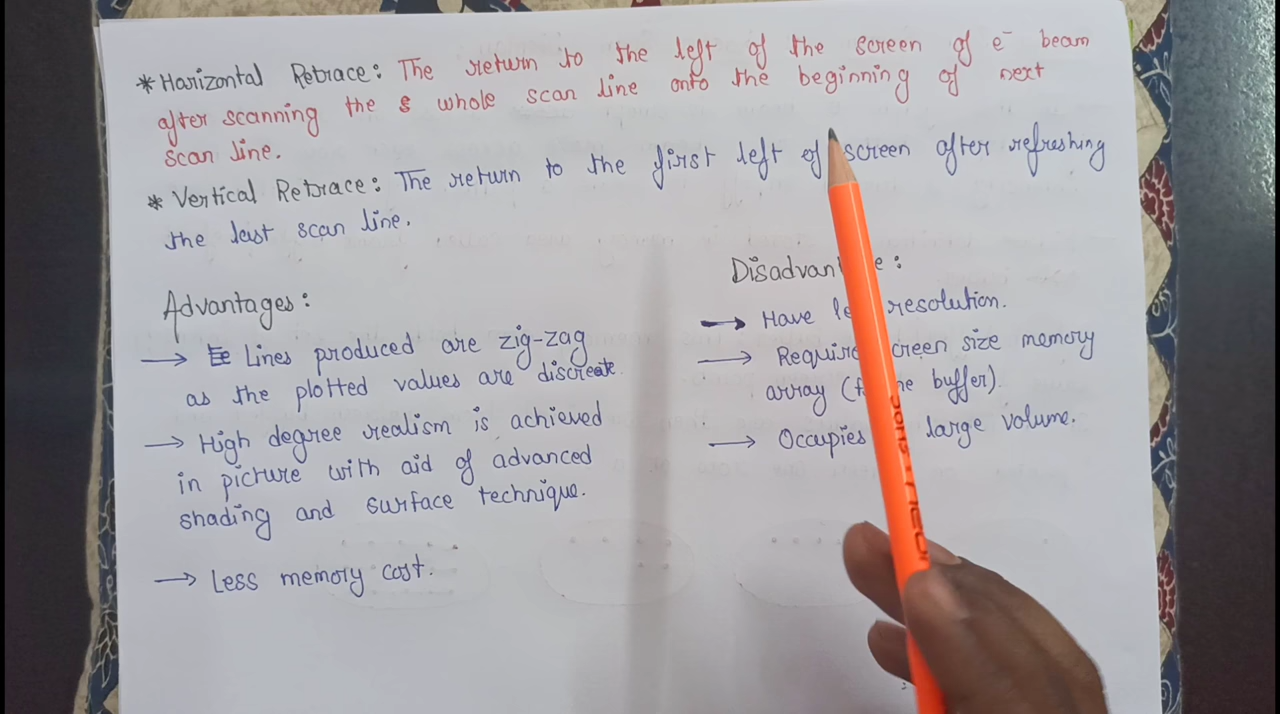 * Horizontal Retrace: The return to the left of the screen of e⁻ beam
after scanning the s whole scan line onto the beginning of next
scan line.
* Vertical Retrace: The return to the first left of screen after refreshing
the last scan line.
Advantages:
→ E Lines produced are zig-zag
as the plotted values are discreate.
→ High degree realism is achieved
in picture with aid of advanced
shading and surface technique.
→ Less memory cost.
Disadvan e:
→ Have le resolution.
→ Require creen size memory
array (f me buffer).
→ Occupies large volume.